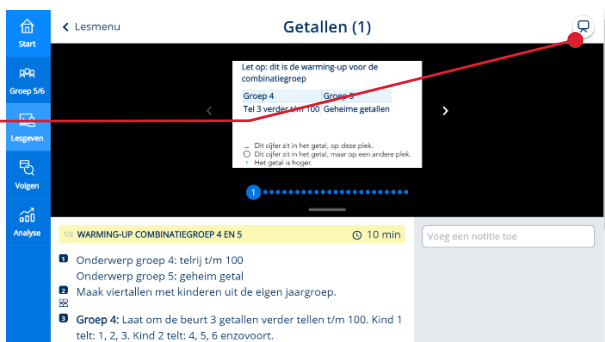 Start
Groep 5/6
Lesgeven
Volgen
Analyse
Lesmenu
Getallen (1)
Let op: dit is de warming-up voor de
combinatiegroep
Groep 4 Groep 5
Tel 3 verder t/m 100 Geheime getallen
_ Dit cijfer zit in het getal, op deze plek.
○ Dit cijfer zit in het getal, maar op een andere plek.
Het getal is hoger.
1
1/2 WARMING-UP COMBINATIEGROEP 4 EN 5 10 min
1 Onderwerp groep 4: telrij t/m 100
Onderwerp groep 5: geheim getal
2 Maak viertallen met kinderen uit de eigen jaargroep.
3 Groep 4: Laat om de beurt 3 getallen verder tellen t/m 100. Kind 1
telt: 1, 2, 3. Kind 2 telt: 4, 5, 6 enzovoort.
Voeg een notitie toe